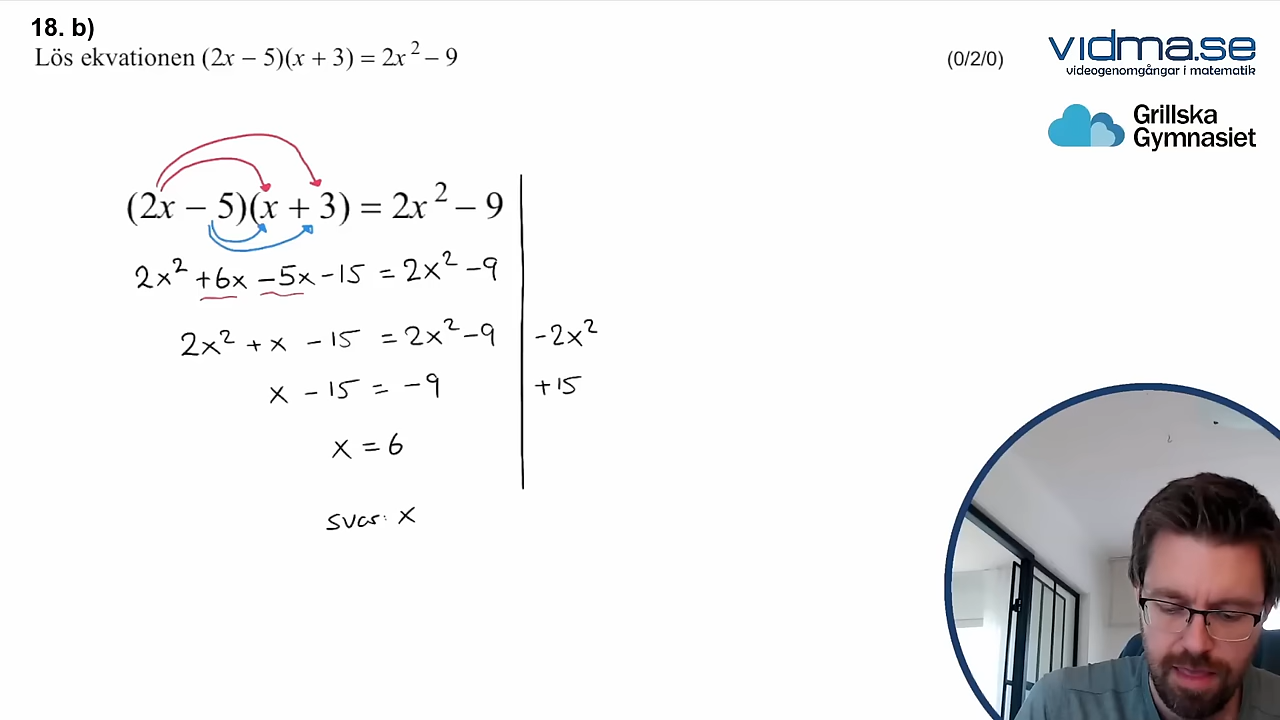 18. b)
Lös ekvationen (2x − 5)(x + 3) = 2x² − 9
(0/2/0)
vidma.se
videogenomgångar i matematik
Grillska
Gymnasiet
(2x − 5)(x + 3) = 2x² − 9
2x² +6x −5x −15 = 2x² −9
2x² + x − 15 = 2x² −9 | −2x²
x − 15 = −9 | +15
x = 6
svar: x